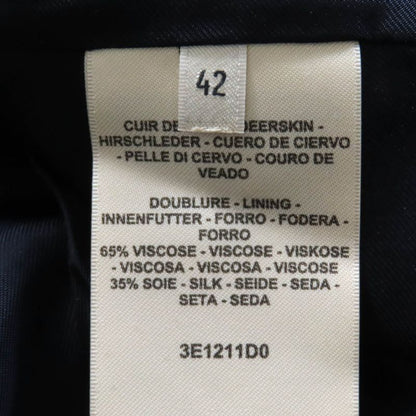 42
CUIR DE DEERSKIN -
HIRSCHLEDER - CUERO DE CIERVO
- PELLE DI CERVO - COURO DE
VEADO
DOUBLURE - LINING -
INNENFUTTER - FORRO - FODERA -
FORRO
65% VISCOSE - VISCOSE - VISKOSE
- VISCOSA - VISCOSA - VISCOSE
35% SOIE - SILK - SEIDE - SEDA -
SETA - SEDA
3E1211D0